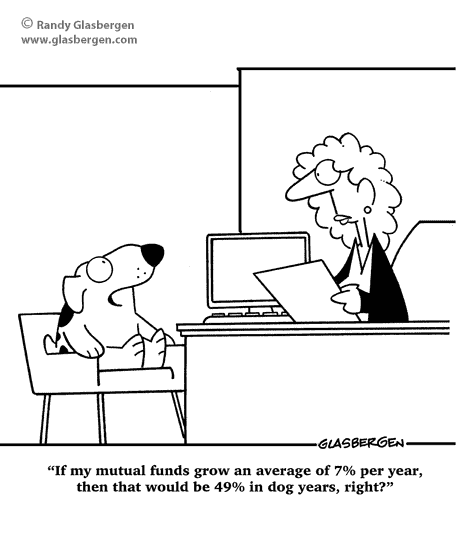 © Randy Glasbergen
www.glasbergen.com
GLASBERGEN
“If my mutual funds grow an average of 7% per year,
then that would be 49% in dog years, right?”